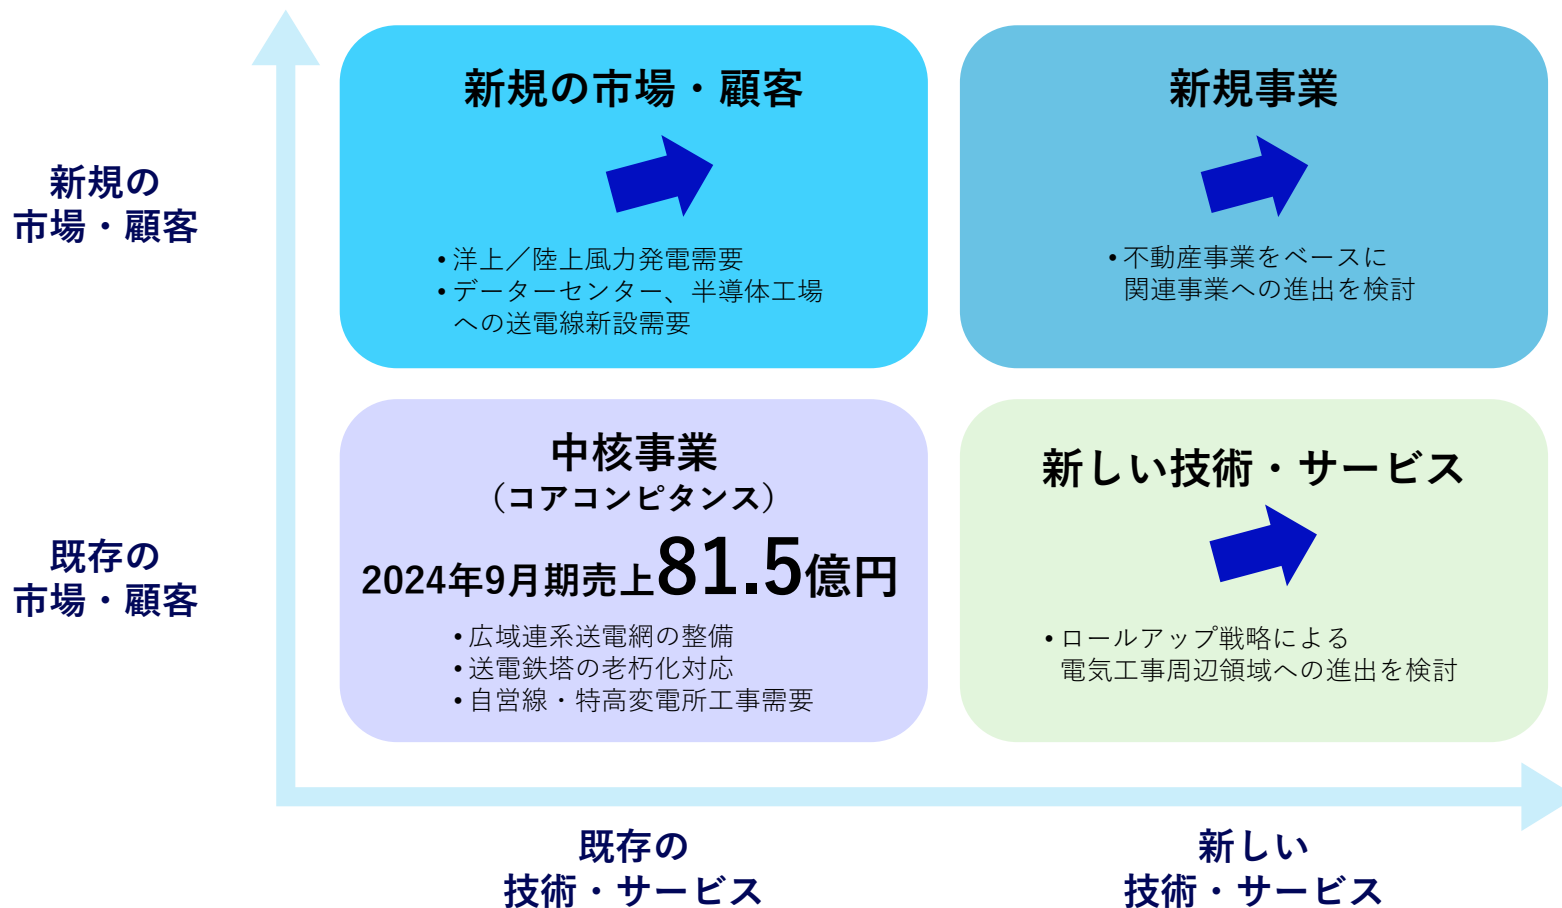 新規の
市場・顧客
新規の市場・顧客
• 洋上／陸上風力発電需要
• データーセンター、半導体工場
への送電線新設需要
新規事業
• 不動産事業をベースに
関連事業への進出を検討
既存の
市場・顧客
中核事業
（コアコンピタンス）
2024年9月期売上81.5億円
• 広域連系送電網の整備
• 送電鉄塔の老朽化対応
• 自営線・特高変電所工事需要
新しい技術・サービス
• ロールアップ戦略による
電気工事周辺領域への進出を検討
既存の
技術・サービス
新しい
技術・サービス